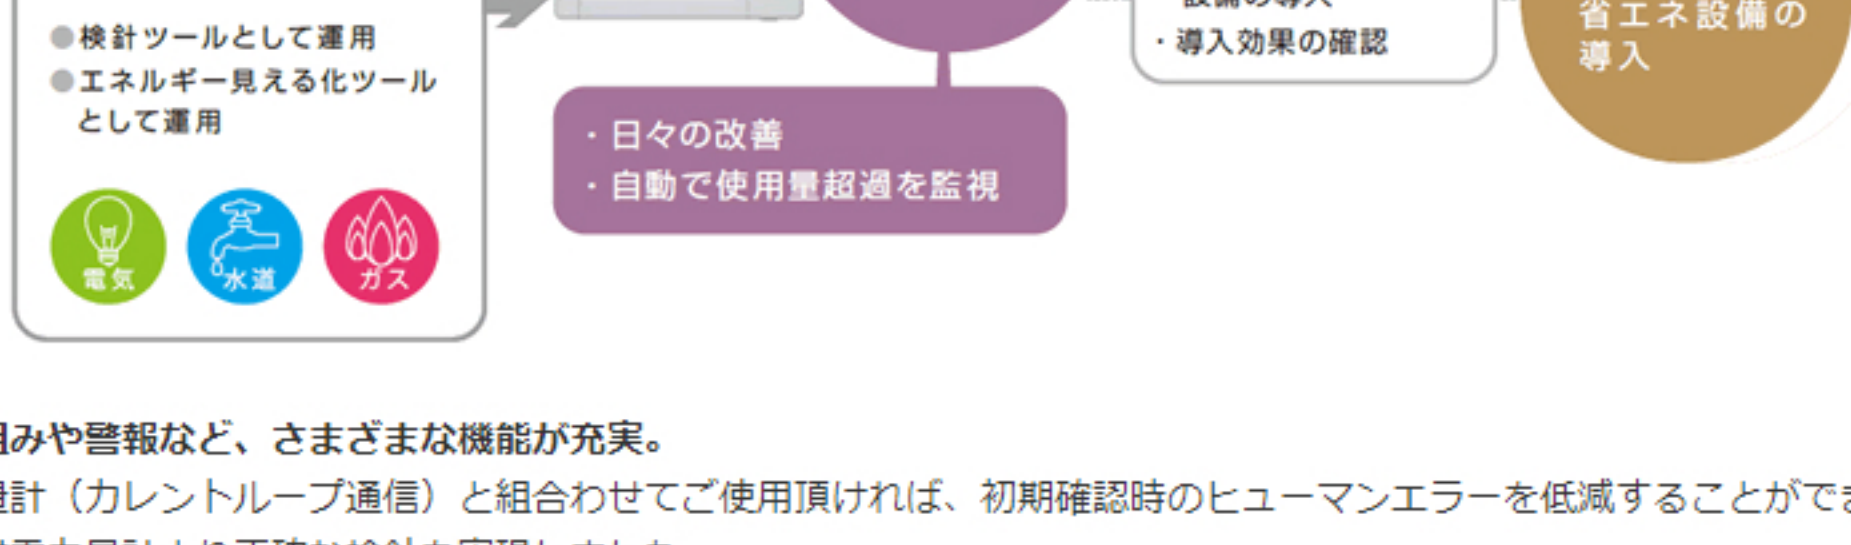 ●検針ツールとして運用
●エネルギー見える化ツール
として運用
電気
水道
ガス
・日々の改善
・自動で使用量超過を監視
設備の導入
・導入効果の確認
省エネ設備の
導入
みや警報など、さまざまな機能が充実。
計（カレントループ通信）と組合わせてご使用頂ければ、初期確認時のヒューマンエラーを低減することができ